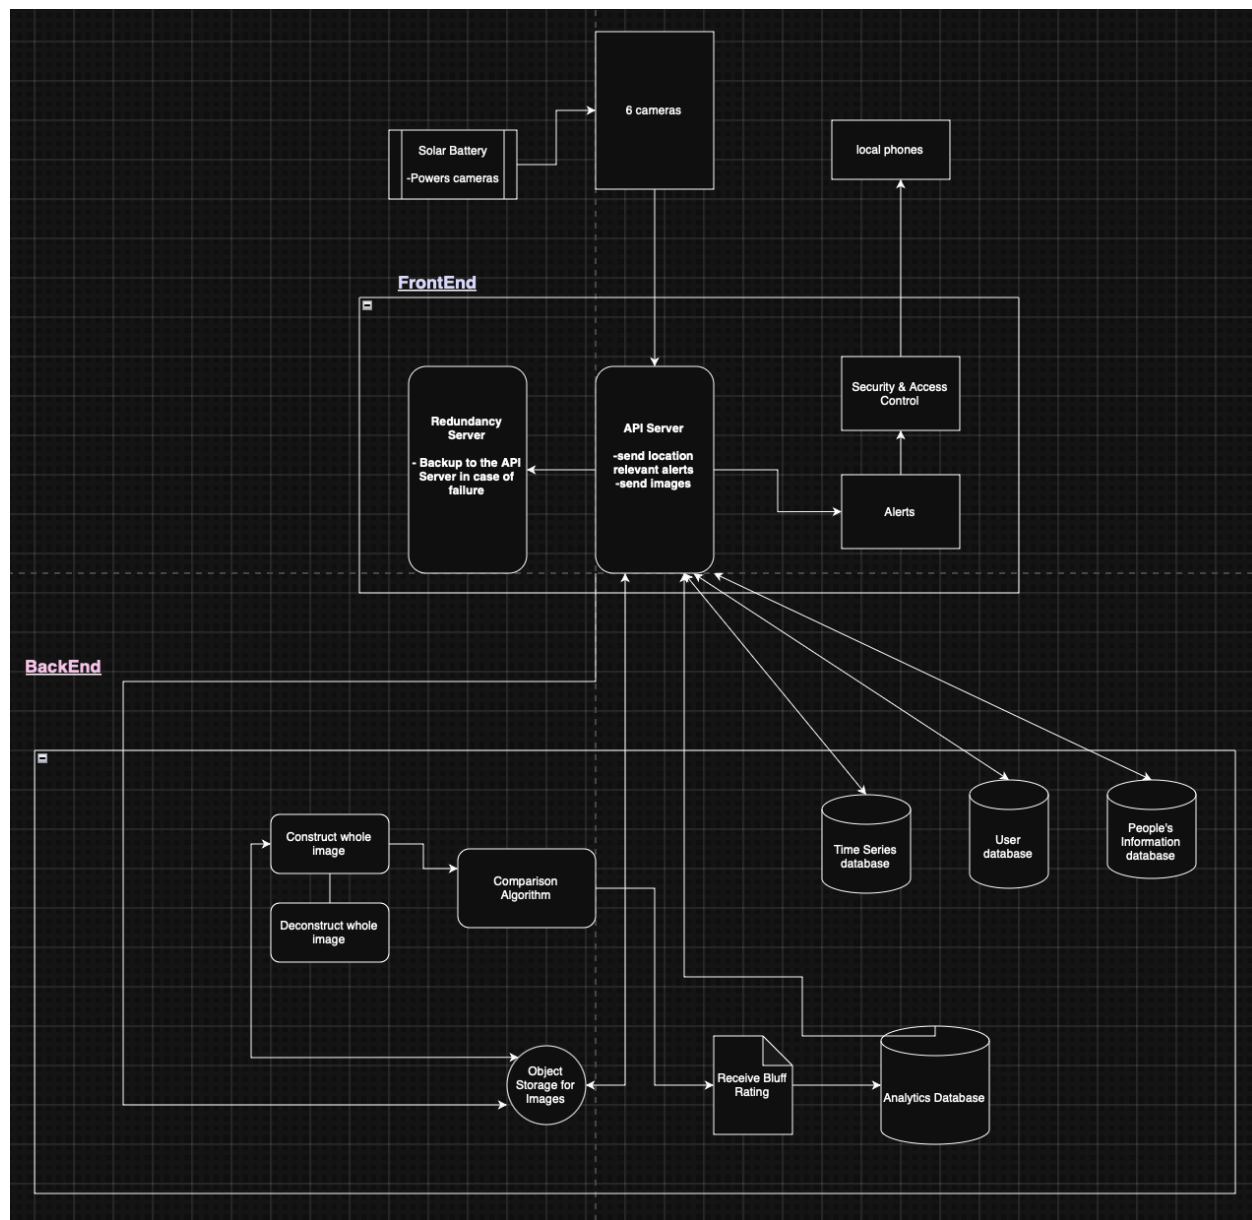 6 cameras
local phones
Solar Battery
-Powers cameras
FrontEnd
Security & Access
Control
Redundancy
Server
- Backup to the API
Server in case of
failure
API Server
-send location
relevant alerts
-send images
Alerts
BackEnd
Construct whole
image
Comparison
Algorithm
Deconstruct whole
image
Time Series
database
User
database
People's
Information
database
Object
Storage for
Images
Receive Bluff
Rating
Analytics Database